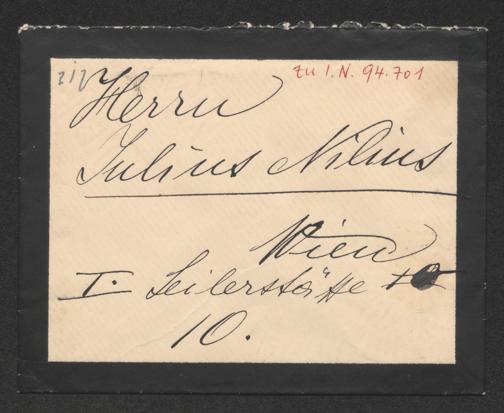 zu I.N. 94.701
Herrn
Julius Nilius
Wien
I. Seilerstätte
10.